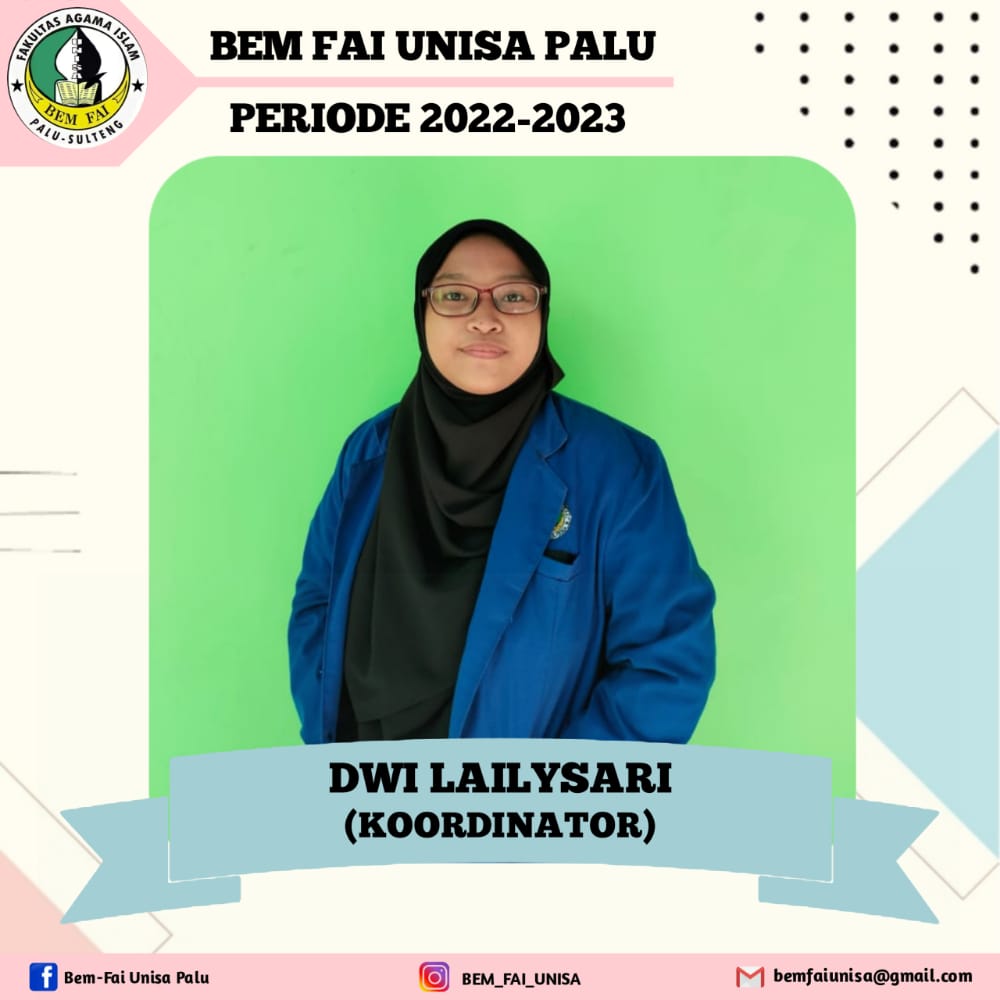 FAKULTAS AGAMA ISLAM
BEM FAI
PALU-SULTENG
BEM FAI UNISA PALU
PERIODE 2022-2023
DWI LAILYSARI
(KOORDINATOR)
Bem-Fai Unisa Palu
BEM_FAI_UNISA
bemfaiunisa@gmail.com